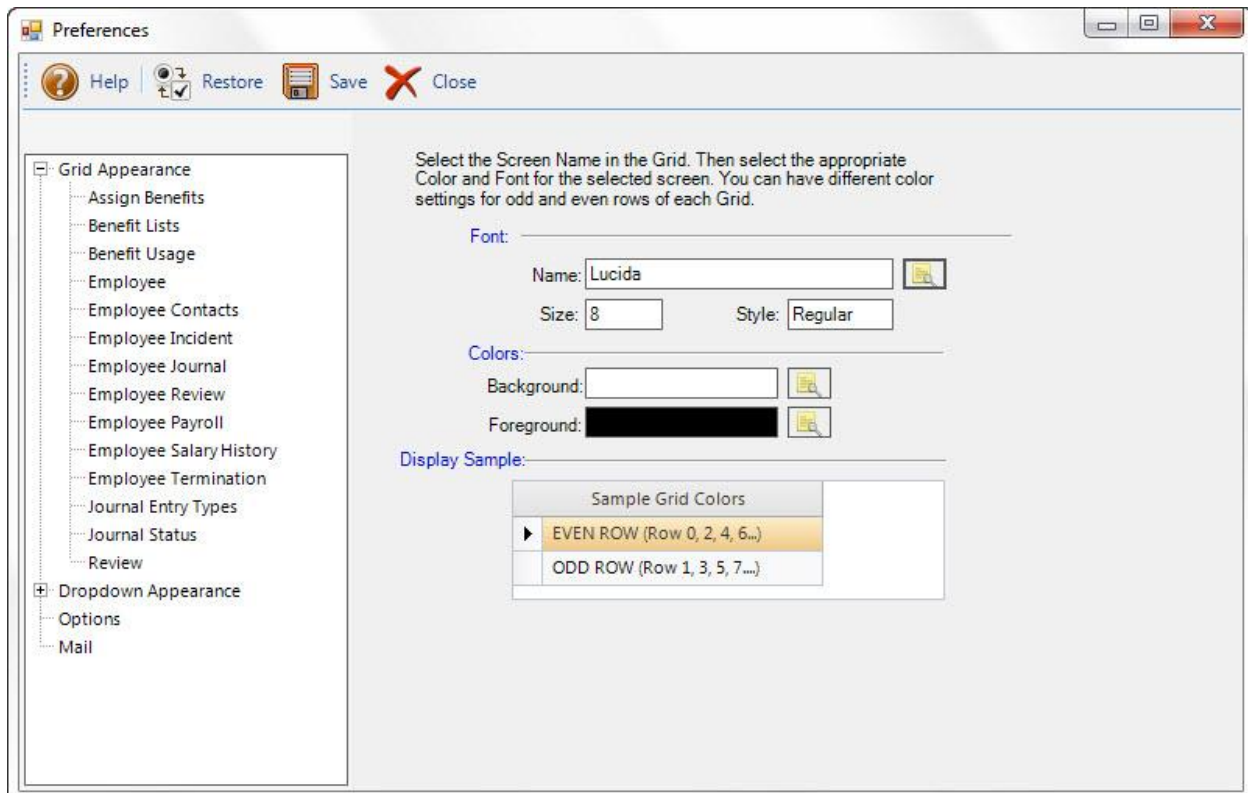 Preferences
Help Restore Save Close
Grid Appearance
Assign Benefits
Benefit Lists
Benefit Usage
Employee
Employee Contacts
Employee Incident
Employee Journal
Employee Review
Employee Payroll
Employee Salary History
Employee Termination
Journal Entry Types
Journal Status
Review
Dropdown Appearance
Options
Mail
Select the Screen Name in the Grid. Then select the appropriate
Color and Font for the selected screen. You can have different color
settings for odd and even rows of each Grid.
Font:
Name: Lucida
Size: 8 Style: Regular
Colors:
Background:
Foreground:
Display Sample:
Sample Grid Colors
EVEN ROW (Row 0, 2, 4, 6...)
ODD ROW (Row 1, 3, 5, 7....)